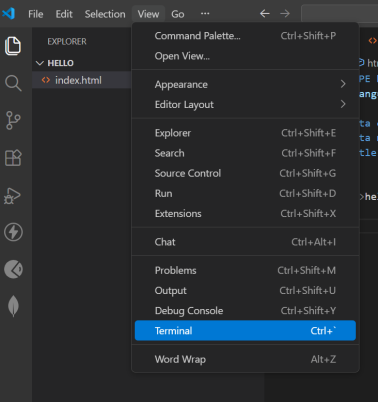 File Edit Selection View Go ...
EXPLORER
HELLO
<> index.html
Command Palette... Ctrl+Shift+P
Open View...
Appearance >
Editor Layout >
Explorer Ctrl+Shift+E
Search Ctrl+Shift+F
Source Control Ctrl+Shift+G
Run Ctrl+Shift+D
Extensions Ctrl+Shift+X
Chat Ctrl+Alt+I
Problems Ctrl+Shift+M
Output Ctrl+Shift+U
Debug Console Ctrl+Shift+Y
Terminal Ctrl+`
Word Wrap Alt+Z